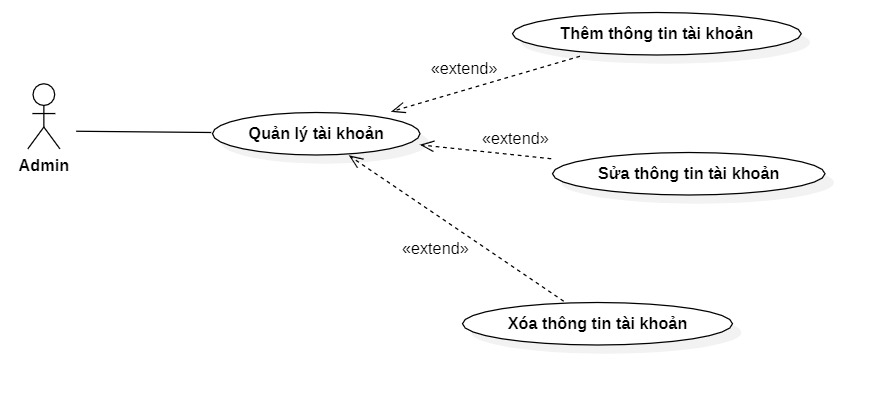 Thêm thông tin tài khoản
«extend»
Quản lý tài khoản
«extend»
Admin
Sửa thông tin tài khoản
«extend»
Xóa thông tin tài khoản